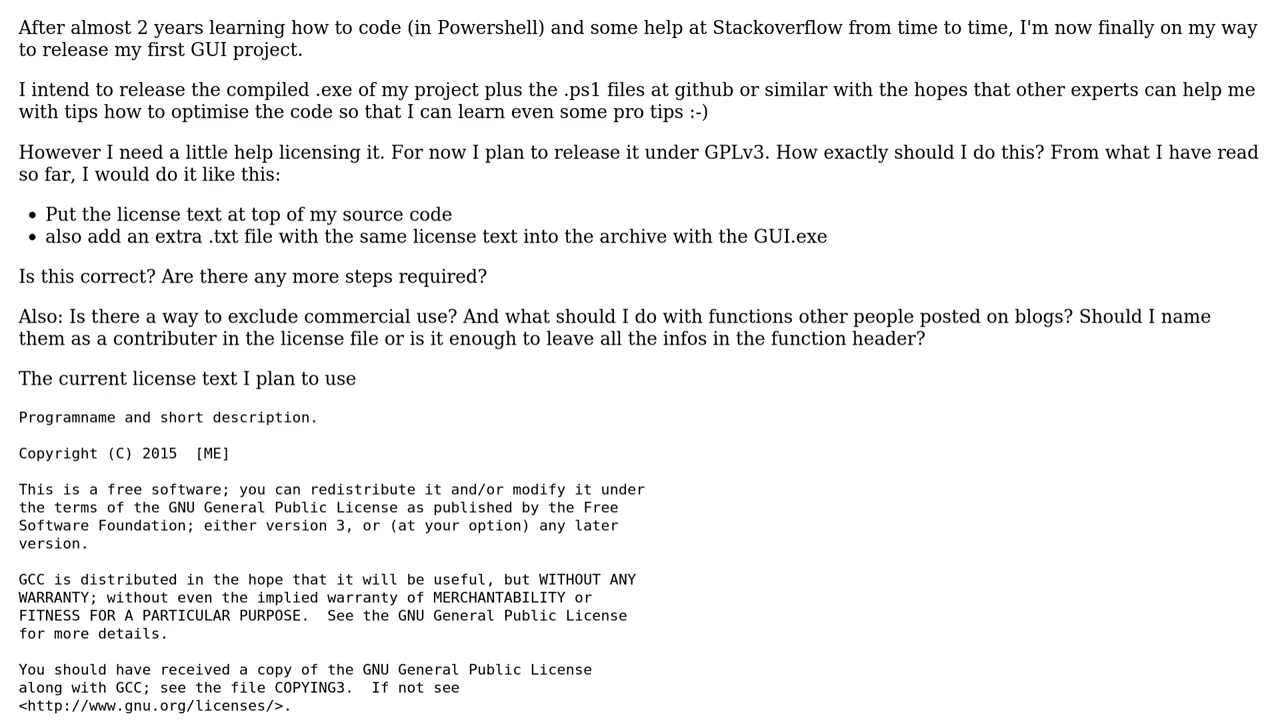 After almost 2 years learning how to code (in Powershell) and some help at Stackoverflow from time to time, I'm now finally on my way
to release my first GUI project.
I intend to release the compiled .exe of my project plus the .ps1 files at github or similar with the hopes that other experts can help me
with tips how to optimise the code so that I can learn even some pro tips :-)
However I need a little help licensing it. For now I plan to release it under GPLv3. How exactly should I do this? From what I have read
so far, I would do it like this:
• Put the license text at top of my source code
• also add an extra .txt file with the same license text into the archive with the GUI.exe
Is this correct? Are there any more steps required?
Also: Is there a way to exclude commercial use? And what should I do with functions other people posted on blogs? Should I name
them as a contributer in the license file or is it enough to leave all the infos in the function header?
The current license text I plan to use
Programname and short description.
Copyright (C) 2015  [ME]
This is a free software; you can redistribute it and/or modify it under
the terms of the GNU General Public License as published by the Free
Software Foundation; either version 3, or (at your option) any later
version.
GCC is distributed in the hope that it will be useful, but WITHOUT ANY
WARRANTY; without even the implied warranty of MERCHANTABILITY or
FITNESS FOR A PARTICULAR PURPOSE.  See the GNU General Public License
for more details.
You should have received a copy of the GNU General Public License
along with GCC; see the file COPYING3.  If not see
<http://www.gnu.org/licenses/>.